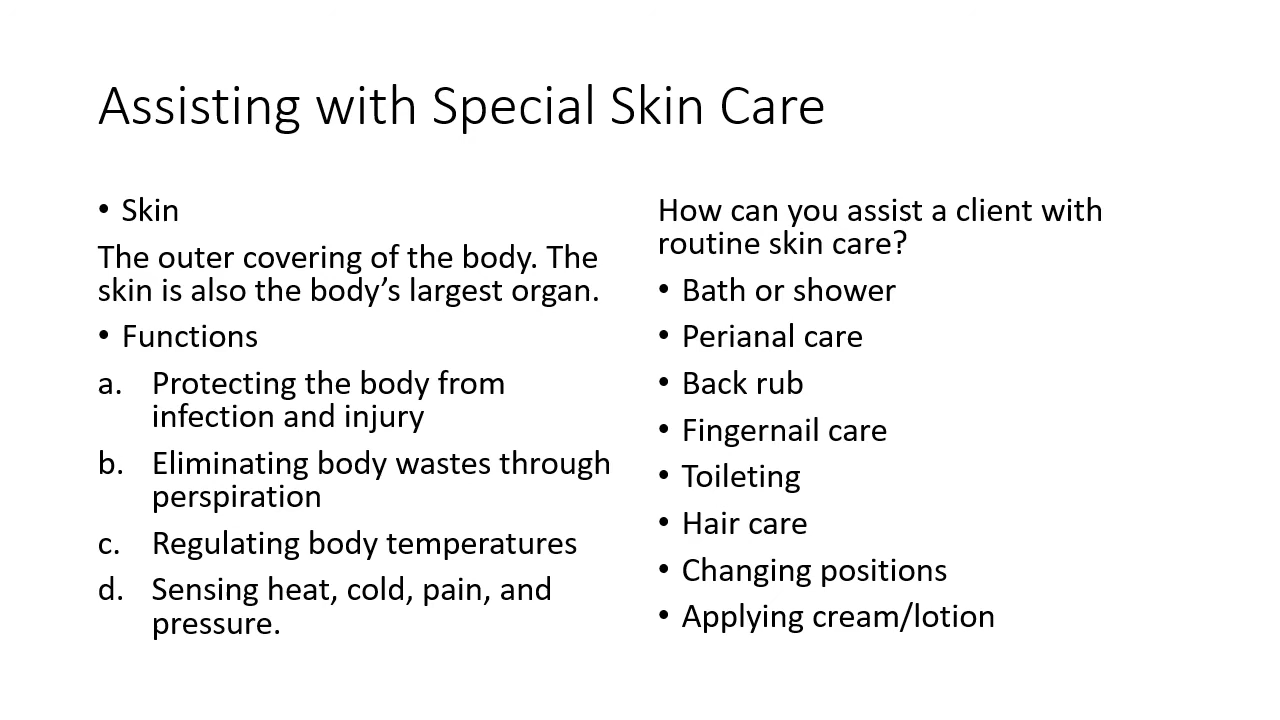 Assisting with Special Skin Care
• Skin
The outer covering of the body. The
skin is also the body’s largest organ.
• Functions
a. Protecting the body from
infection and injury
b. Eliminating body wastes through
perspiration
c. Regulating body temperatures
d. Sensing heat, cold, pain, and
pressure.
How can you assist a client with
routine skin care?
• Bath or shower
• Perianal care
• Back rub
• Fingernail care
• Toileting
• Hair care
• Changing positions
• Applying cream/lotion